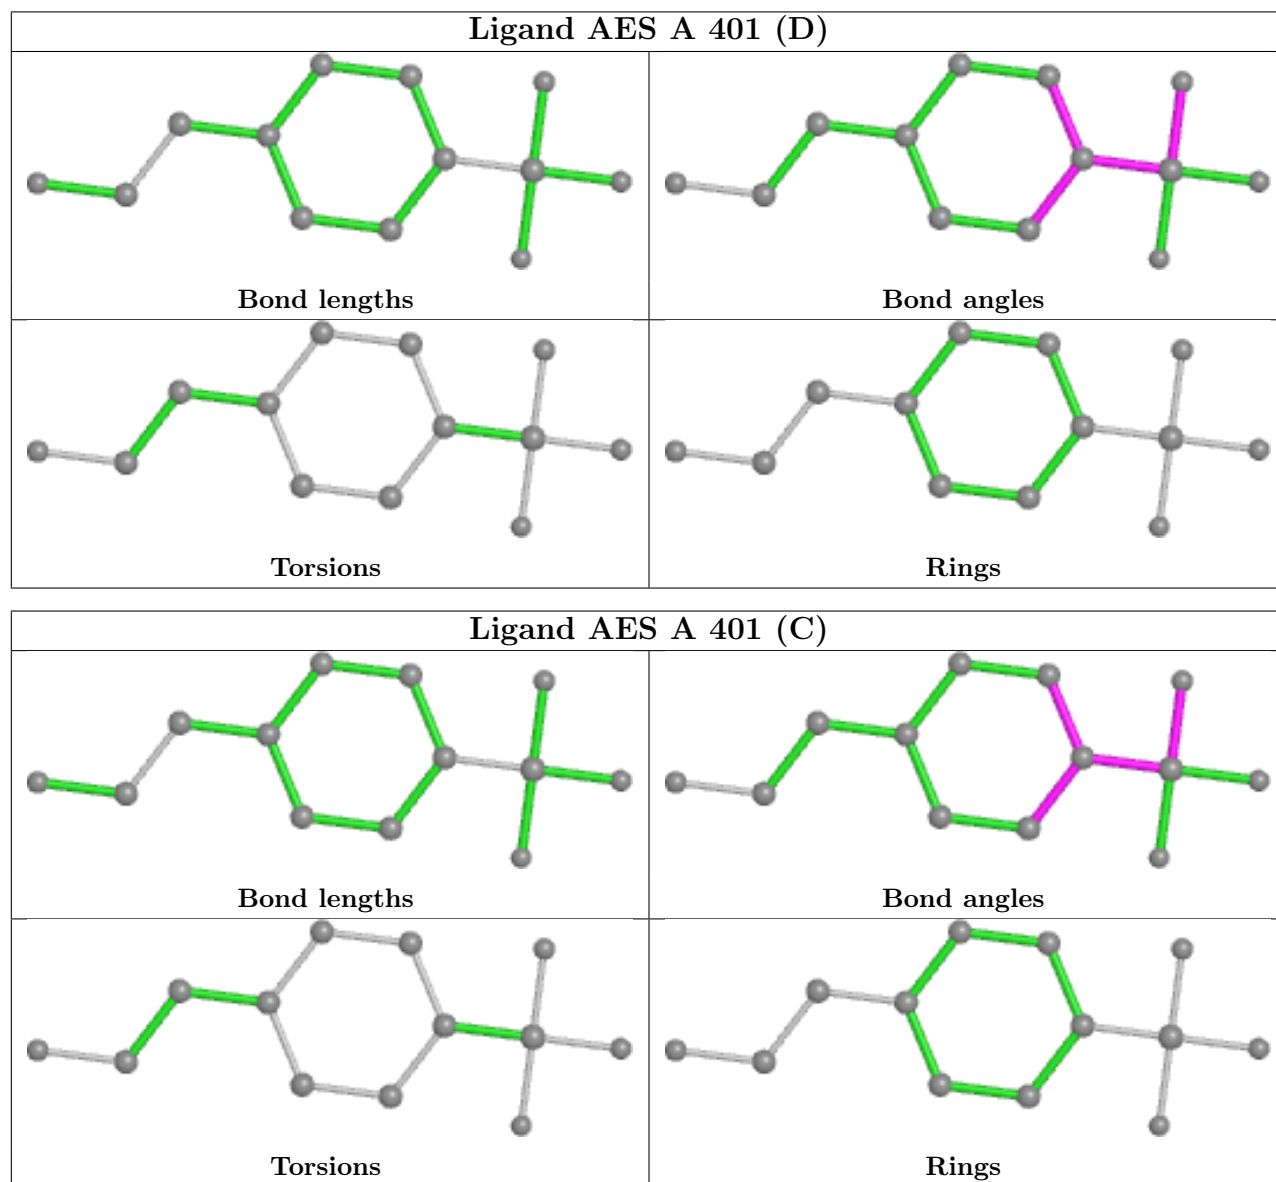 Ligand AES A 401 (D)
Bond lengths
Bond angles
Torsions
Rings
Ligand AES A 401 (C)
Bond lengths
Bond angles
Torsions
Rings